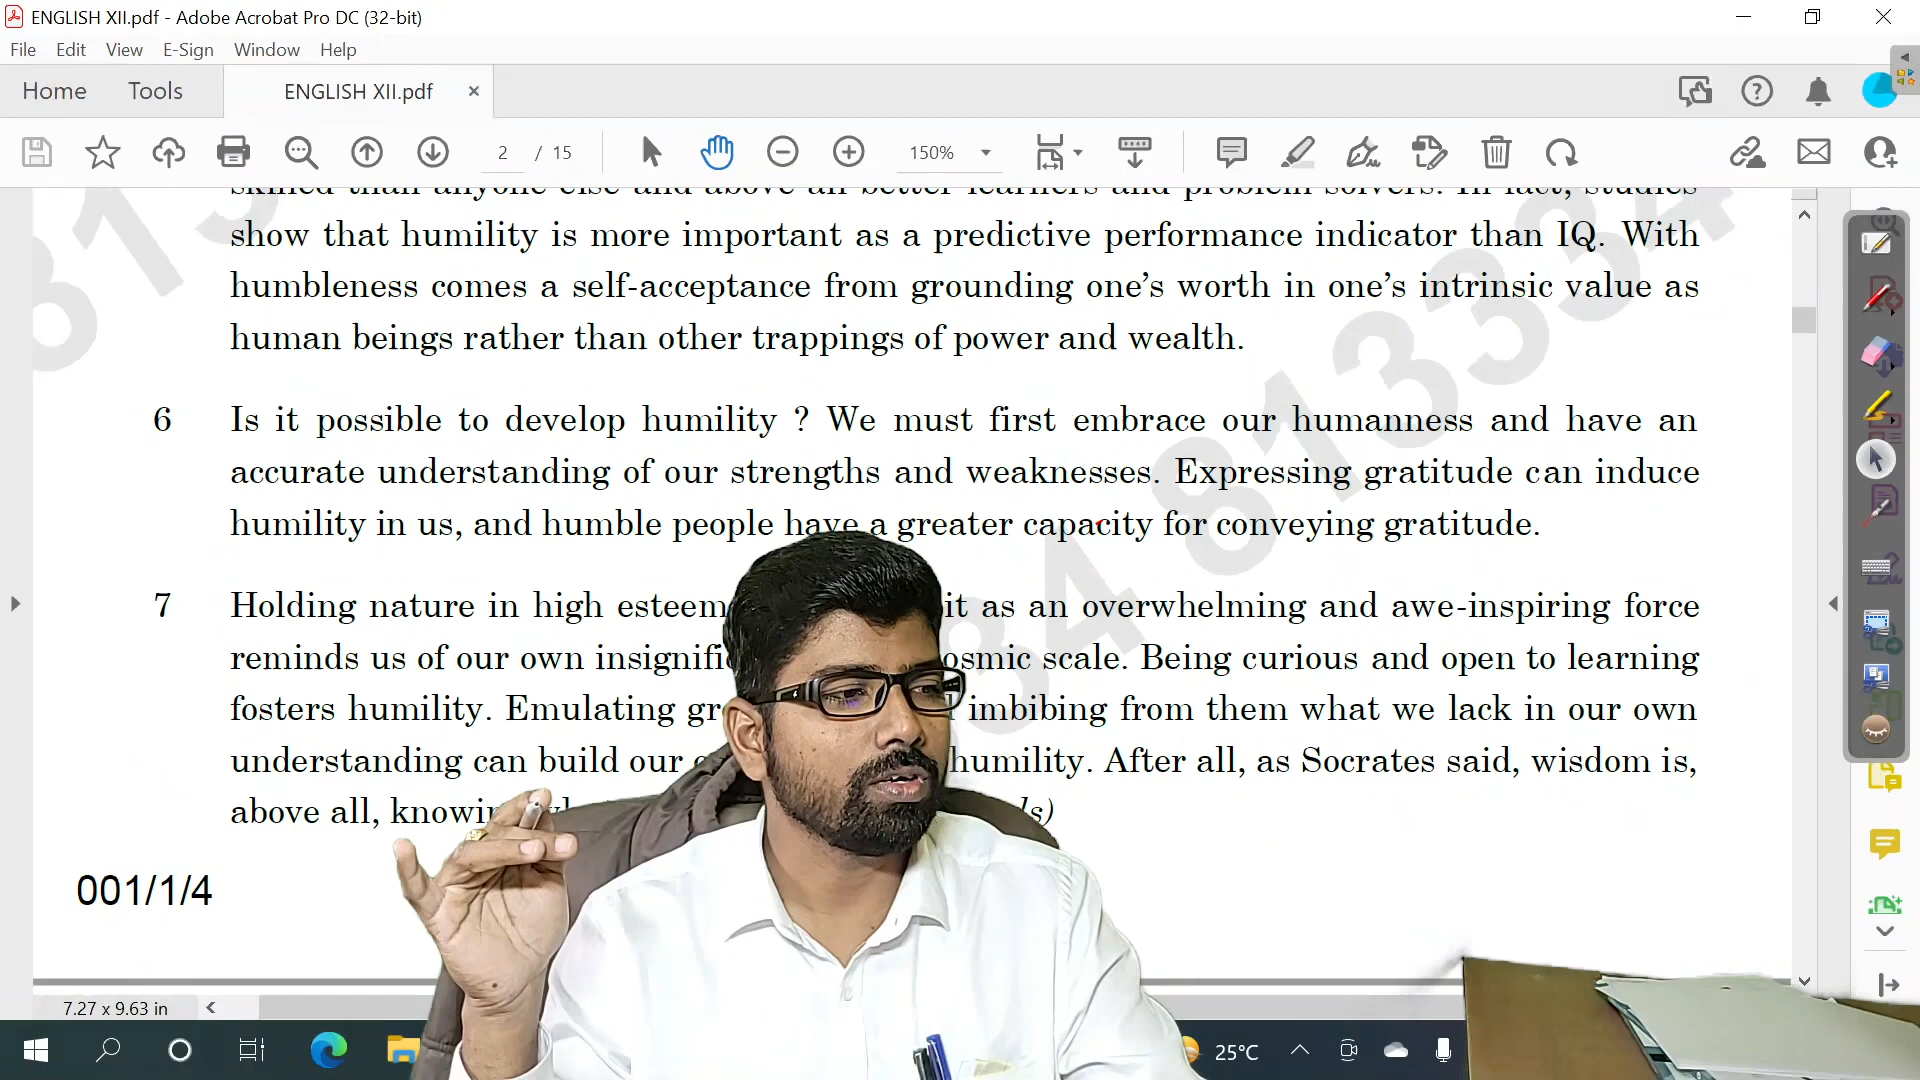 ENGLISH XII.pdf - Adobe Acrobat Pro DC (32-bit)
File Edit View E-Sign Window Help
Home Tools ENGLISH XII.pdf
2 / 15 150%
skilled than anyone else and above all better learners and problem solvers. In fact, studies
show that humility is more important as a predictive performance indicator than IQ. With
humbleness comes a self-acceptance from grounding one's worth in one's intrinsic value as
human beings rather than other trappings of power and wealth.
6 Is it possible to develop humility ? We must first embrace our humanness and have an
accurate understanding of our strengths and weaknesses. Expressing gratitude can induce
humility in us, and humble people have a greater capacity for conveying gratitude.
7 Holding nature in high esteem it as an overwhelming and awe-inspiring force
reminds us of our own scale. Being curious and open to learning
fosters humility. Emulating imbibing from them what we lack in our own
understanding can build our humility. After all, as Socrates said, wisdom is,
above all,
001/1/4
7.27 x 9.63 in
25°C
81334